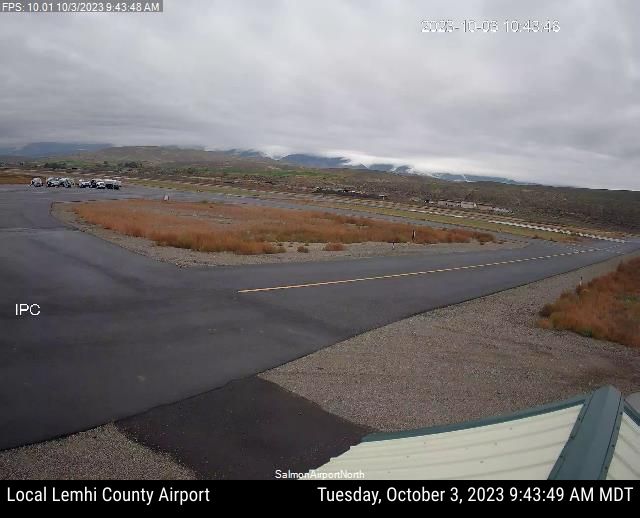 FPS: 10.01 10/3/2023 9:43:48 AM
2023-10-03 10:43:46
IPC
SalmonAirportNorth
Local Lemhi County Airport
Tuesday, October 3, 2023 9:43:49 AM MDT